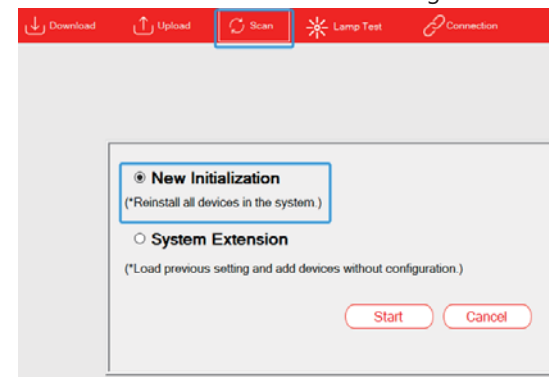 Download Upload Scan Lamp Test Connection
New Initialization
(*Reinstall all devices in the system.)
System Extension
(*Load previous setting and add devices without configuration.)
Start Cancel